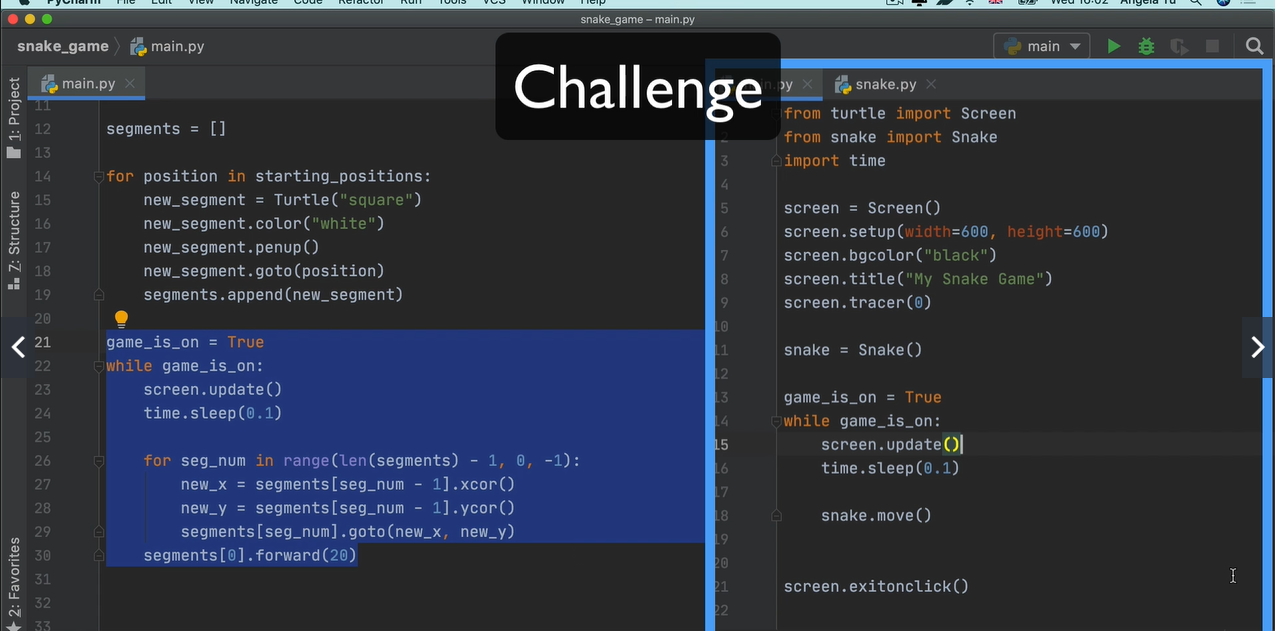 PyCharm File Edit View Navigate Code Refactor Run Tools VCS Window Help Wed 16:02 Angela Yu
snake_game – main.py
snake_game main.py
main
Challenge
1: Project
Z: Structure
2: Favorites
main.py
11
12 segments = []
13
14 for position in starting_positions:
15 new_segment = Turtle("square")
16 new_segment.color("white")
17 new_segment.penup()
18 new_segment.goto(position)
19 segments.append(new_segment)
20
21 game_is_on = True
22 while game_is_on:
23 screen.update()
24 time.sleep(0.1)
25
26 for seg_num in range(len(segments) - 1, 0, -1):
27 new_x = segments[seg_num - 1].xcor()
28 new_y = segments[seg_num - 1].ycor()
29 segments[seg_num].goto(new_x, new_y)
30 segments[0].forward(20)
31
32
33
snake.py
from turtle import Screen
2 from snake import Snake
3 import time
4
5 screen = Screen()
6 screen.setup(width=600, height=600)
7 screen.bgcolor("black")
8 screen.title("My Snake Game")
9 screen.tracer(0)
10
11 snake = Snake()
12
13 game_is_on = True
14 while game_is_on:
15 screen.update()
16 time.sleep(0.1)
17
18 snake.move()
19
20
21 screen.exitonclick()
22